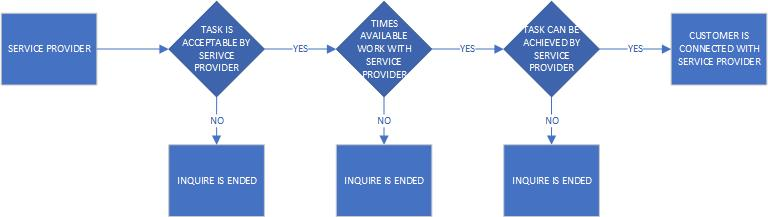 SERVICE PROVIDER
TASK IS
ACCEPTABLE BY
SERIVCE
PROVIDER
YES
TIMES
AVAILABLE
WORK WITH
SERVICE
PROVIDER
YES
TASK CAN BE
ACHIEVED BY
SERVICE
PROVIDER
YES
CUSTOMER IS
CONNECTED WITH
SERVICE PROVIDER
NO
NO
NO
INQUIRE IS ENDED
INQUIRE IS ENDED
INQUIRE IS ENDED